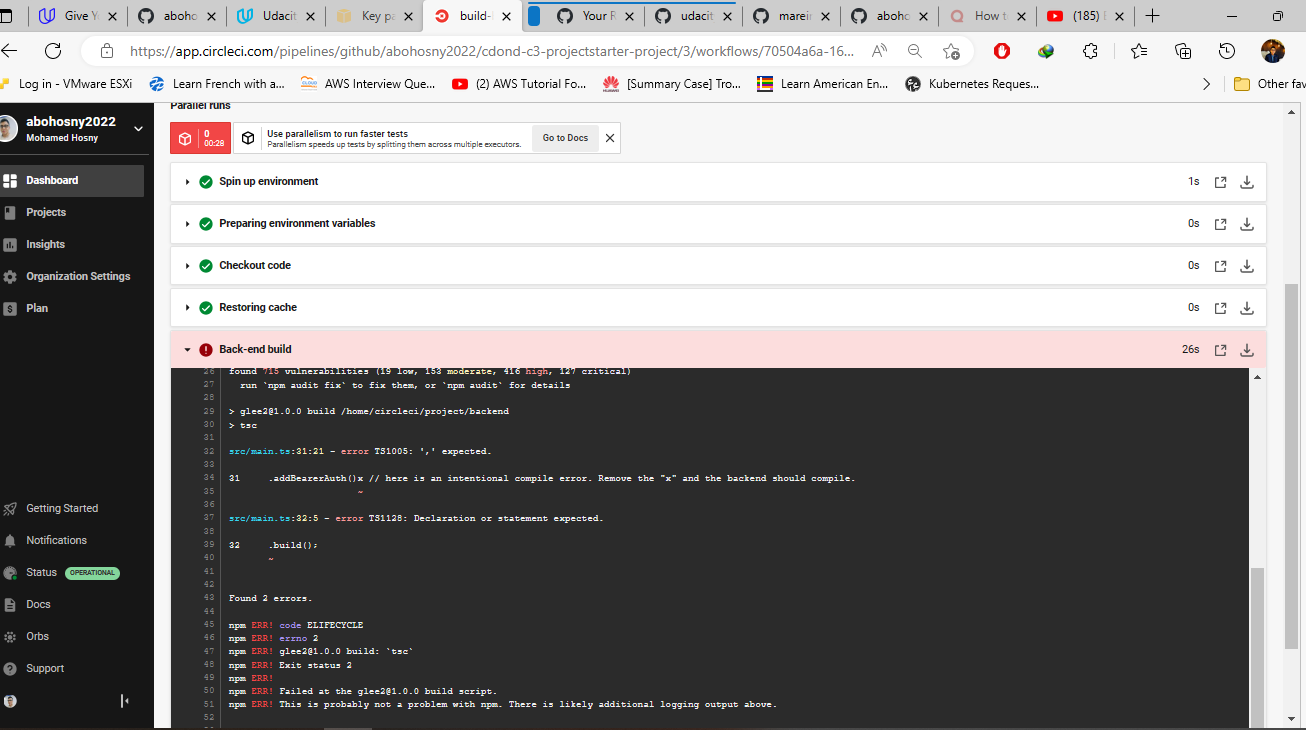 Give Y
aboho
Udacit
Key pa
build-
Your R
udacit
marein
abohc
How t
(185)
https://app.circleci.com/pipelines/github/abohosny2022/cdond-c3-projectstarter-project/3/workflows/70504a6a-16...
Log in - VMware ESXi
Learn French with a...
AWS Interview Que...
(2) AWS Tutorial Fo...
[Summary Case] Tro...
Learn American En...
Kubernetes Reques...
Other fav
abohosny2022
Mohamed Hosny
Dashboard
Projects
Insights
Organization Settings
Plan
Getting Started
Notifications
Status OPERATIONAL
Docs
Orbs
Support
Parallel runs
0
00:28
Use parallelism to run faster tests
Parallelism speeds up tests by splitting them across multiple executors.
Go to Docs
Spin up environment 1s
Preparing environment variables 0s
Checkout code 0s
Restoring cache 0s
Back-end build 26s
26 found 715 vulnerabilities (19 low, 153 moderate, 416 high, 127 critical)
27 run `npm audit fix` to fix them, or `npm audit` for details
28
29 > glee2@1.0.0 build /home/circleci/project/backend
30 > tsc
31
32 src/main.ts:31:21 - error TS1005: ',' expected.
33
34 31 .addBearerAuth()x // here is an intentional compile error. Remove the "x" and the backend should compile.
35 ~
36
37 src/main.ts:32:5 - error TS1128: Declaration or statement expected.
38
39 32 .build();
40 ~
41
42
43 Found 2 errors.
44
45 npm ERR! code ELIFECYCLE
46 npm ERR! errno 2
47 npm ERR! glee2@1.0.0 build: `tsc`
48 npm ERR! Exit status 2
49 npm ERR!
50 npm ERR! Failed at the glee2@1.0.0 build script.
51 npm ERR! This is probably not a problem with npm. There is likely additional logging output above.
52